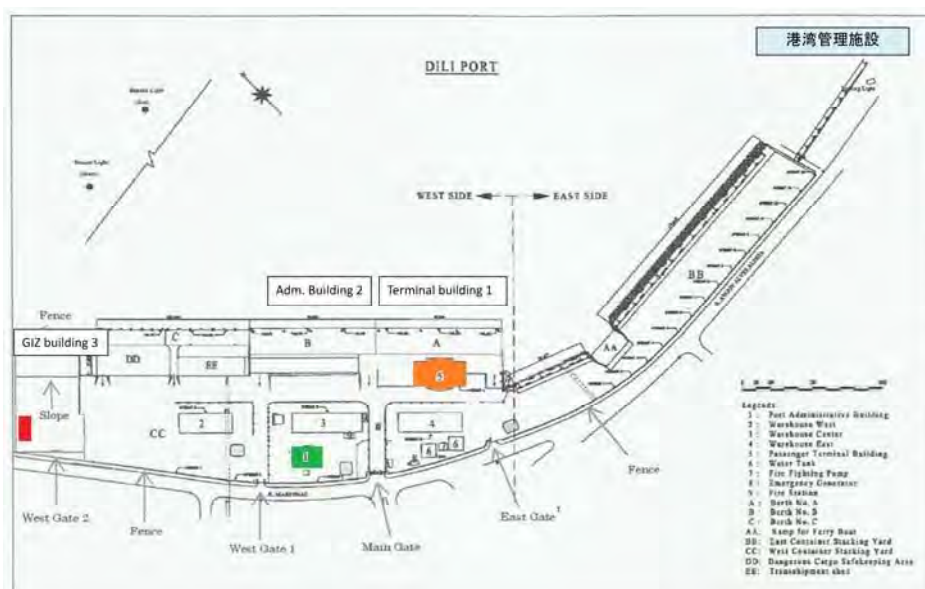 港湾管理施設
DILI PORT
WEST SIDE
EAST SIDE
Adm. Building 2
Terminal building 1
Fence
GIZ building 3
Slope
C
B
A
DD
EE
5
CC
2
3
4
6
6
1
AA
BB
West Gate 2
Fence
West Gate 1
Main Gate
East Gate
Fence
Legends
1 : Port Administrative Building
2 : Warehouse West
3 : Warehouse Center
4 : Warehouse East
5 : Passenger Terminal Building
6 : Water Tank
7 : Fire Fighting Pump
8 : Emergency Generator
9 : Fire Station
A : Berth No. A
B : Berth No. B
C : Berth No. C
AA : Ramp for Ferry Boat
BB : East Container Stacking Yard
CC : West Container Stacking Yard
DD : Dangerous Cargo Safekeeping Area
EE : Transshipment shed